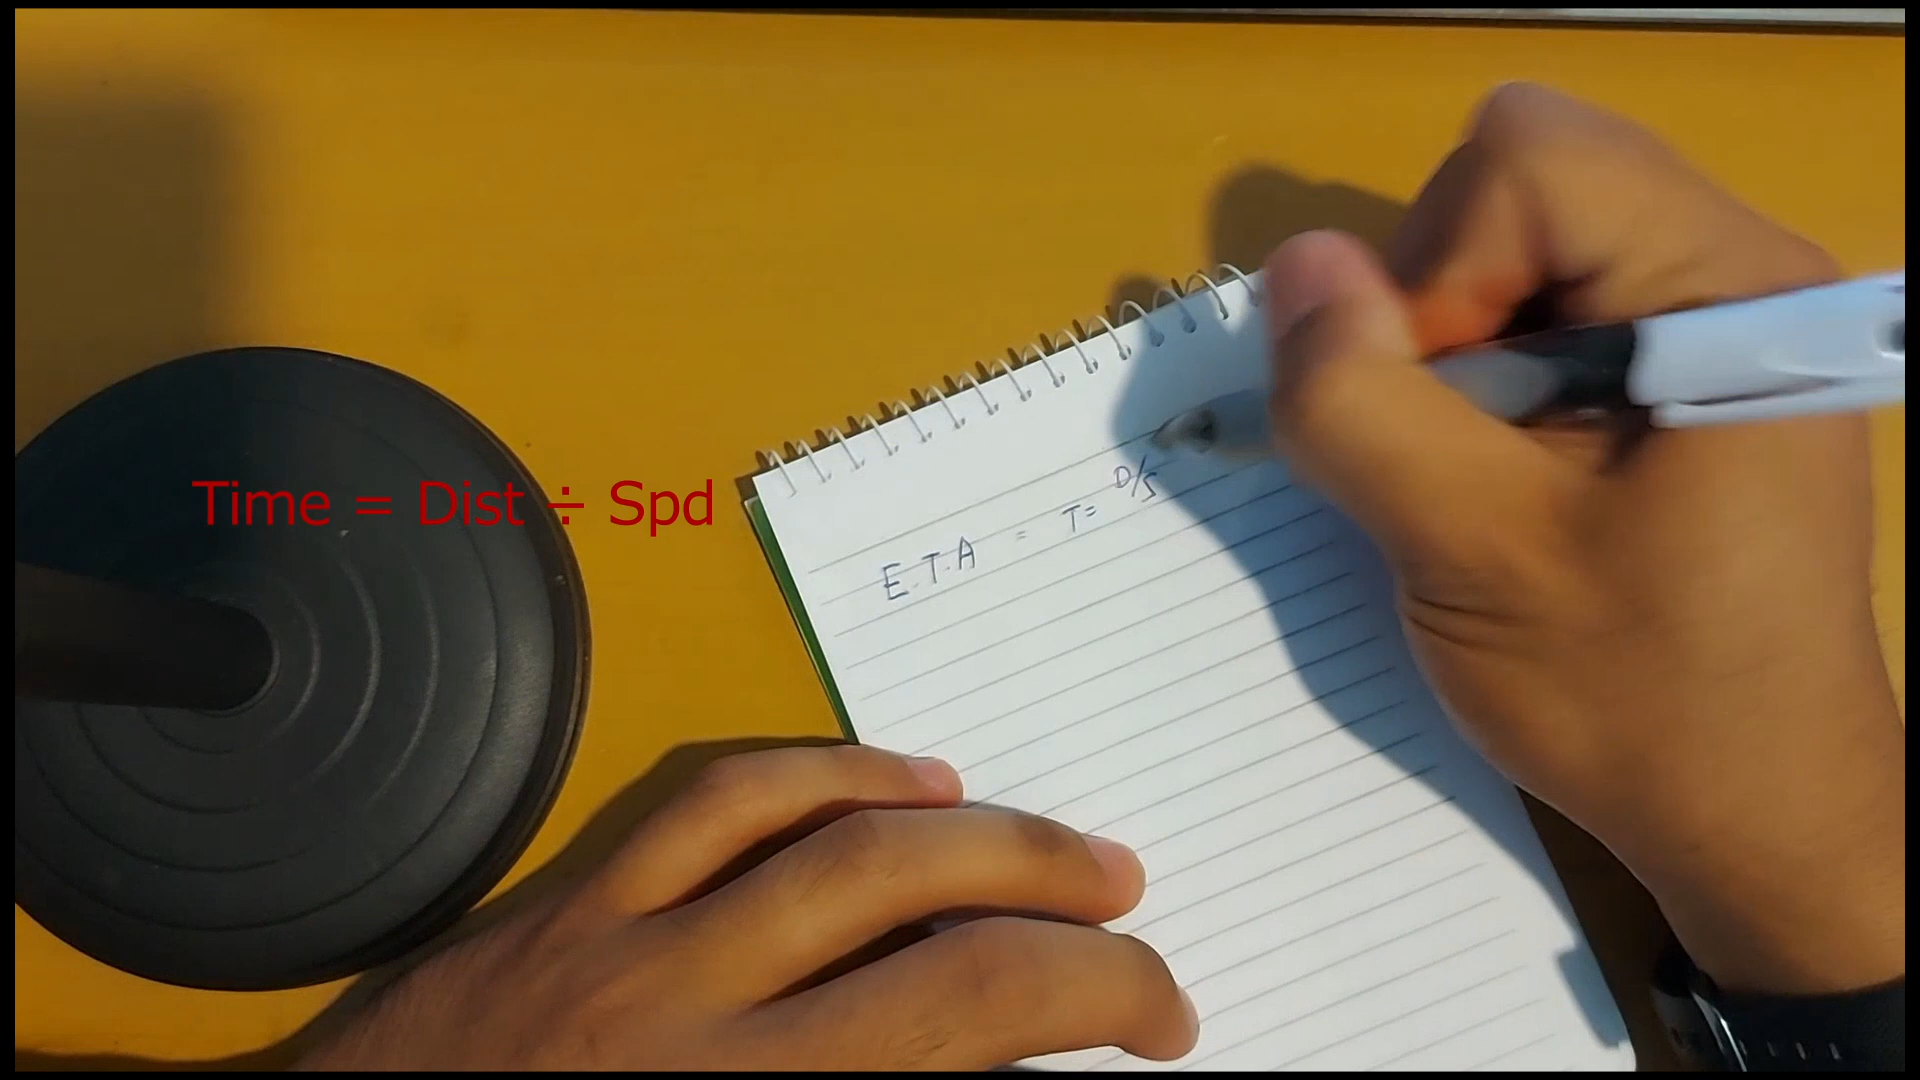 Time = Dist ÷ Spd
E.T.A = T= D/S